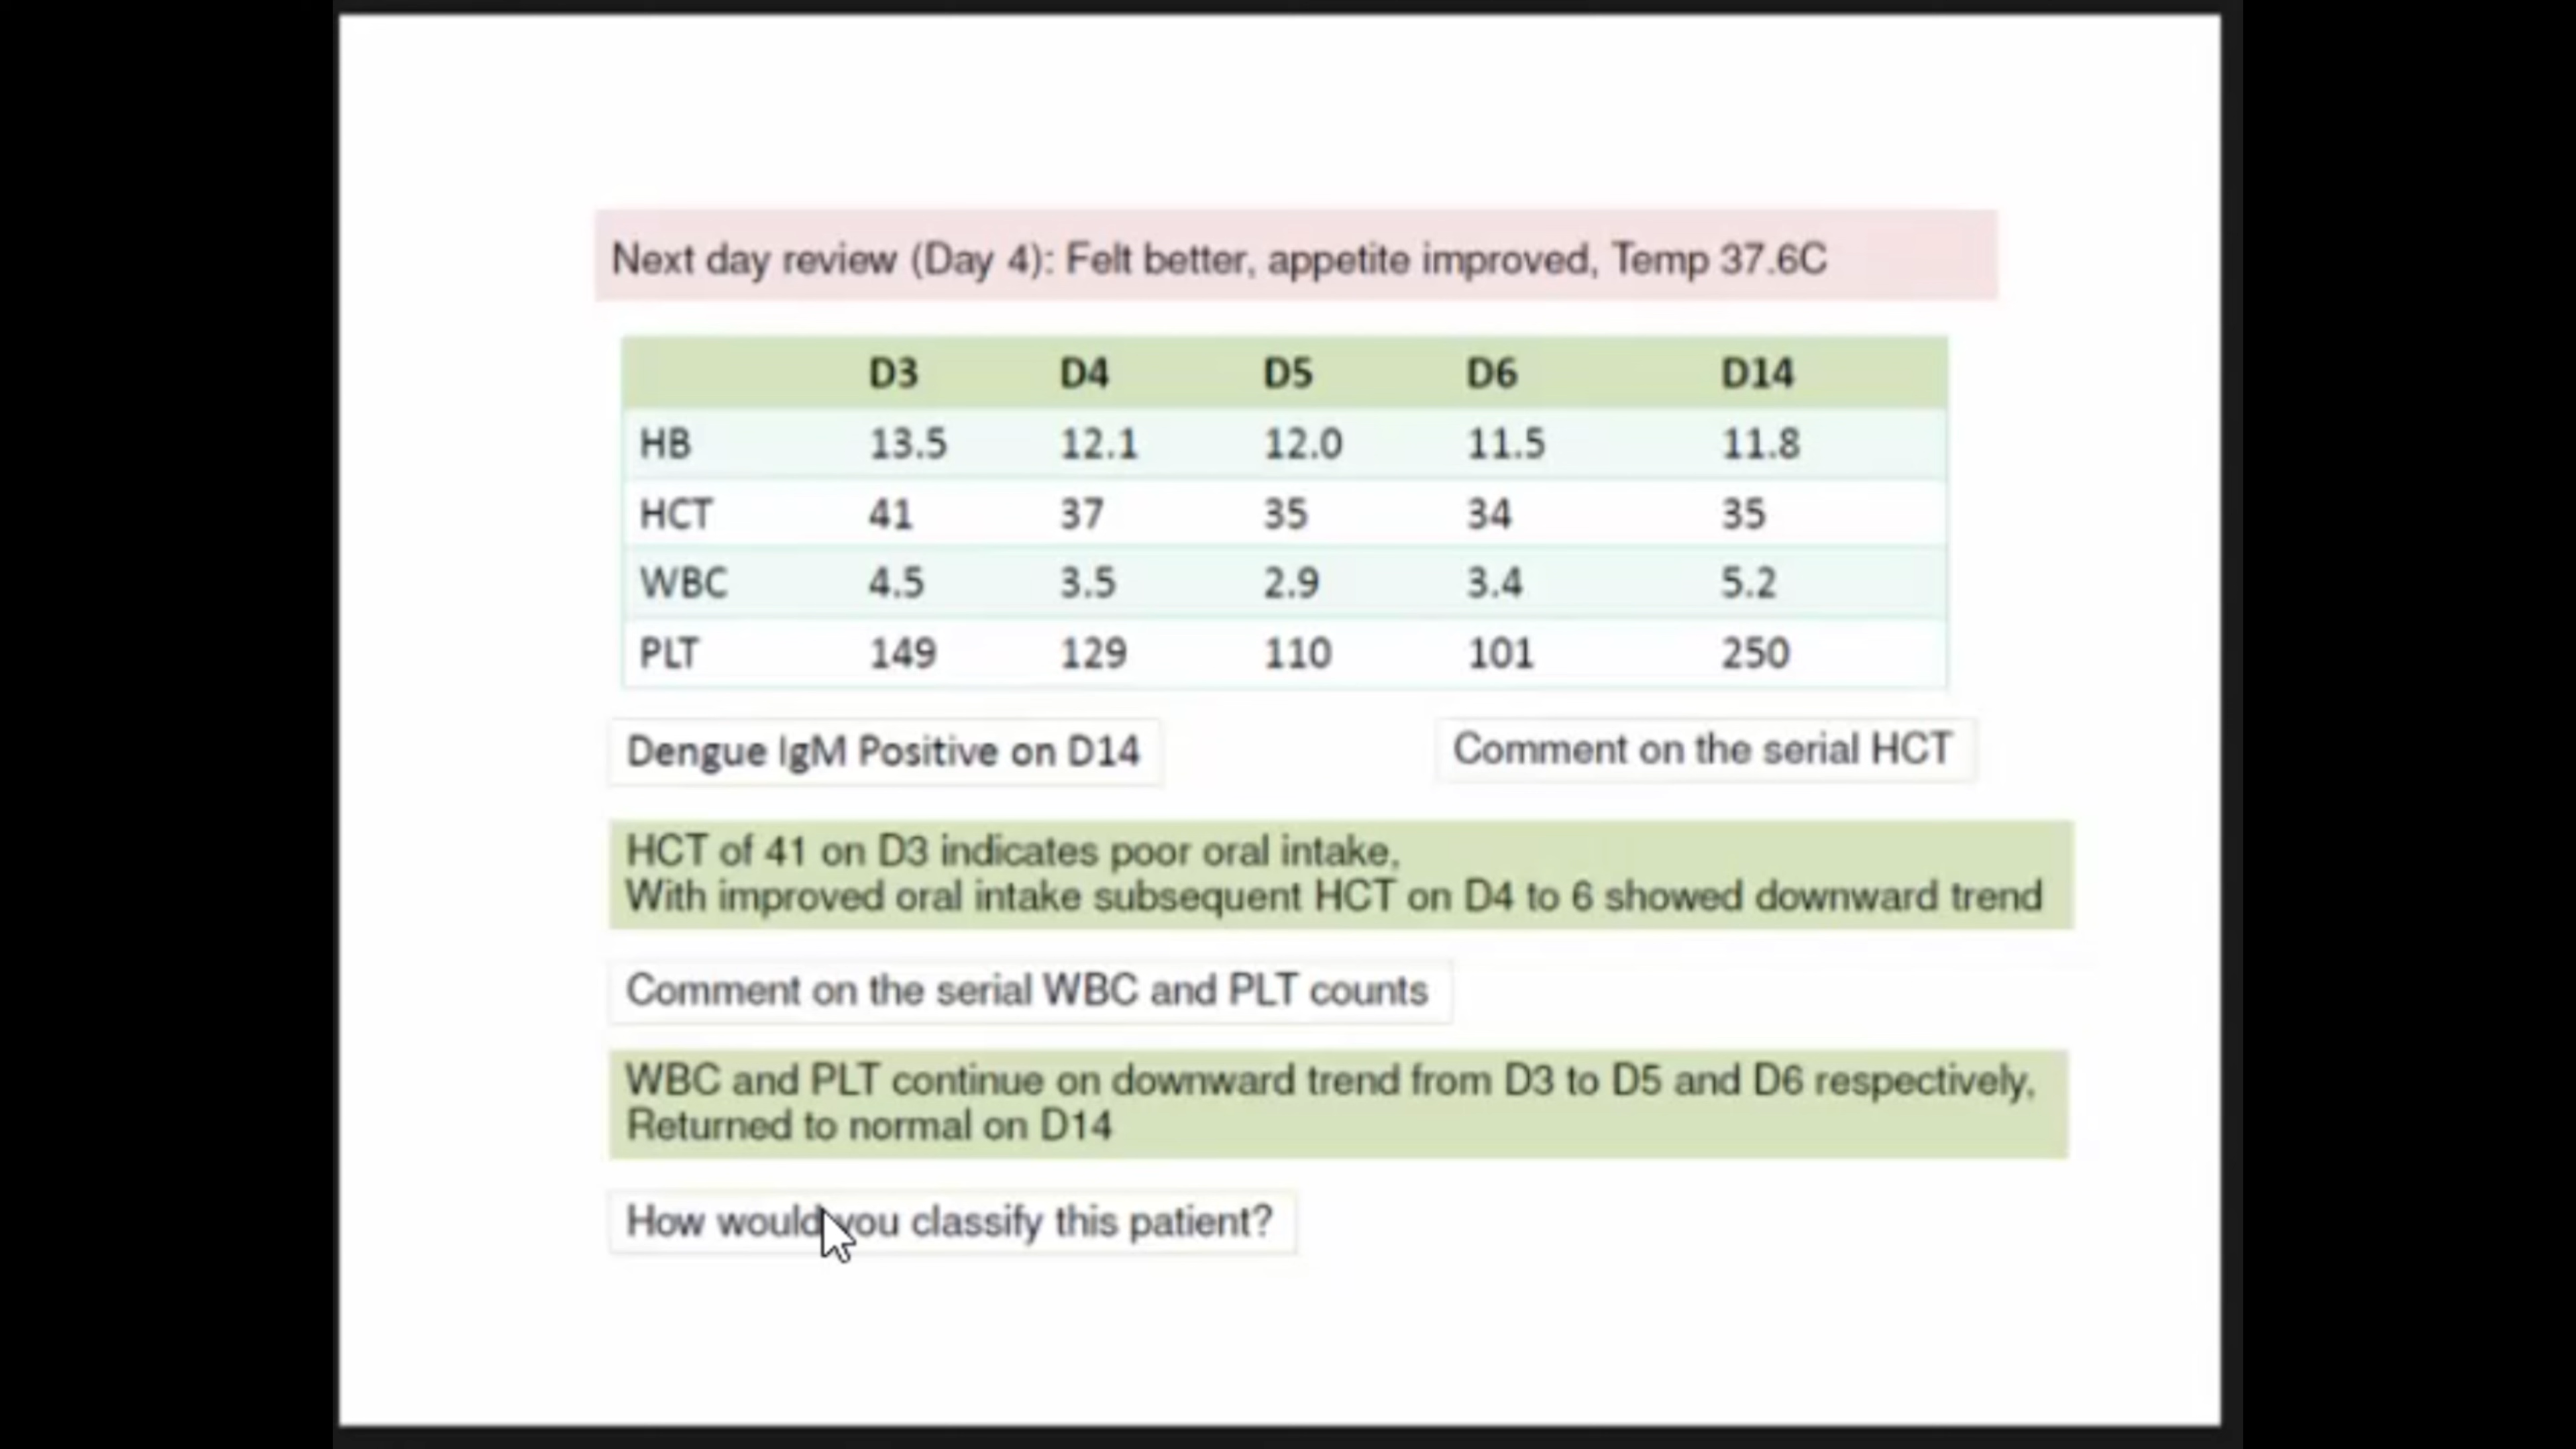 Next day review (Day 4): Felt better, appetite improved, Temp 37.6C
D3 D4 D5 D6 D14
HB 13.5 12.1 12.0 11.5 11.8
HCT 41 37 35 34 35
WBC 4.5 3.5 2.9 3.4 5.2
PLT 149 129 110 101 250
Dengue IgM Positive on D14
Comment on the serial HCT
HCT of 41 on D3 indicates poor oral intake,
With improved oral intake subsequent HCT on D4 to 6 showed downward trend
Comment on the serial WBC and PLT counts
WBC and PLT continue on downward trend from D3 to D5 and D6 respectively,
Returned to normal on D14
How would you classify this patient?